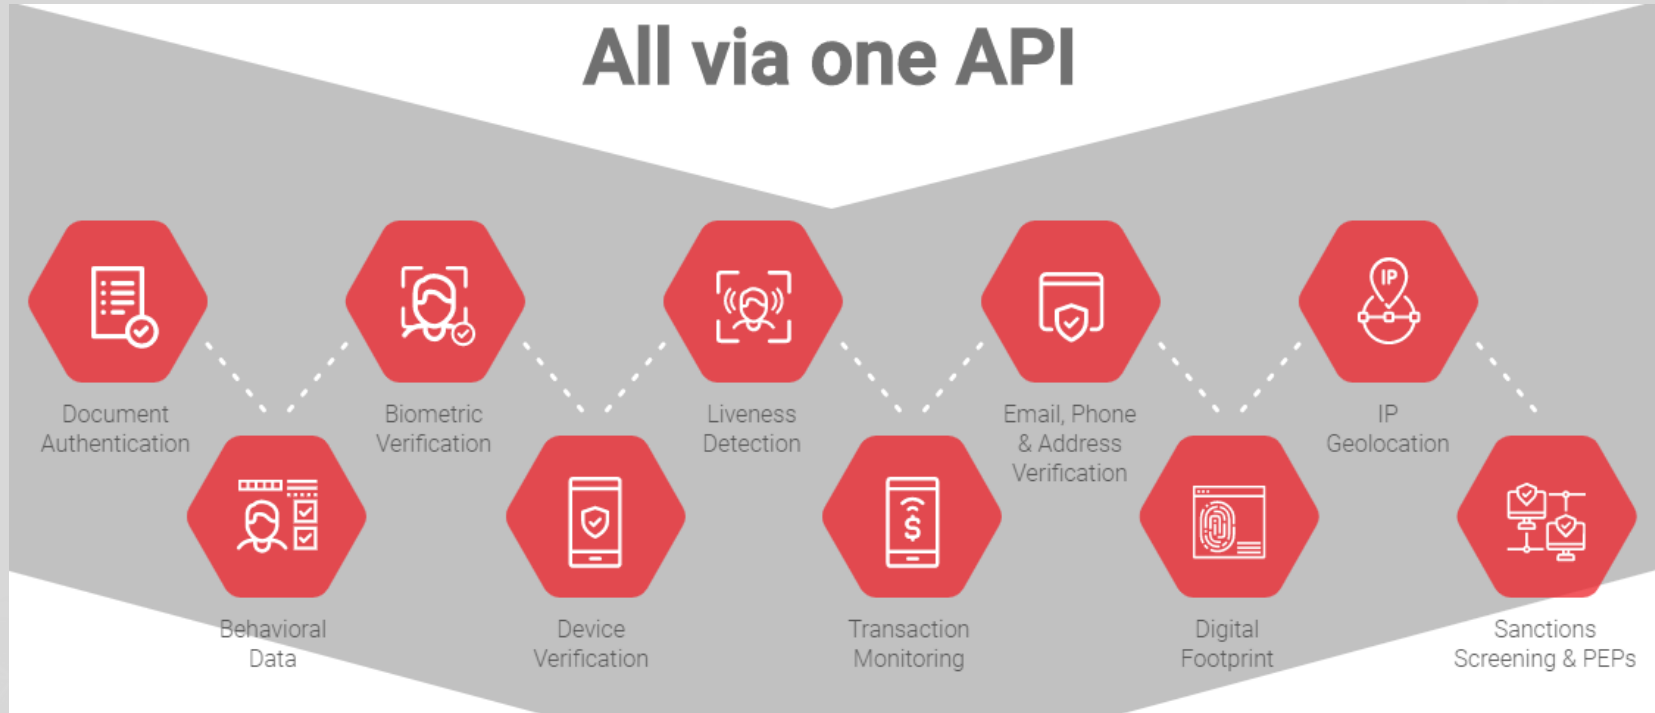 All via one API
IP
$
Document
Authentication
Biometric
Verification
Liveness
Detection
Email, Phone
& Address
Verification
IP
Geolocation
Behavioral
Data
Device
Verification
Transaction
Monitoring
Digital
Footprint
Sanctions
Screening & PEPs